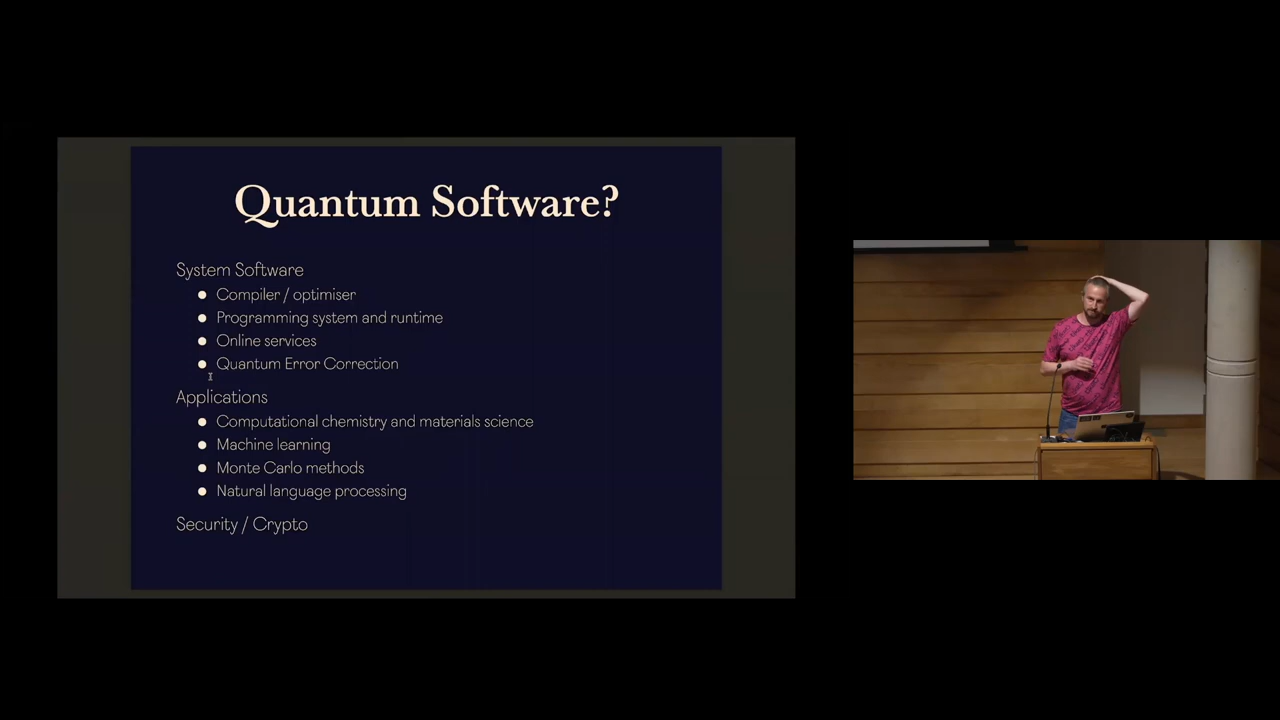 Quantum Software?
System Software
Compiler / optimiser
Programming system and runtime
Online services
Quantum Error Correction
Applications
Computational chemistry and materials science
Machine learning
Monte Carlo methods
Natural language processing
Security / Crypto